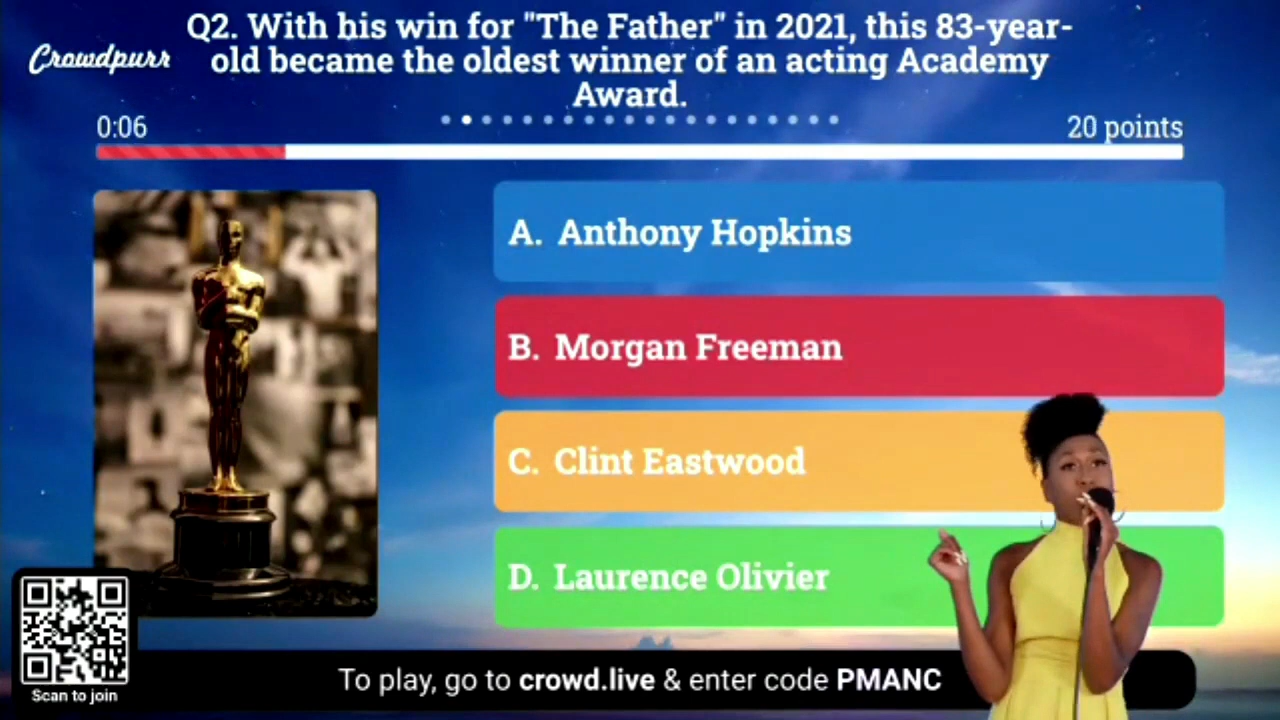 Q2. With his win for "The Father" in 2021, this 83-year-
old became the oldest winner of an acting Academy
Award.
Crowdpurr
0:06
20 points
A. Anthony Hopkins
B. Morgan Freeman
C. Clint Eastwood
D. Laurence Olivier
Scan to join
To play, go to crowd.live & enter code PMANC